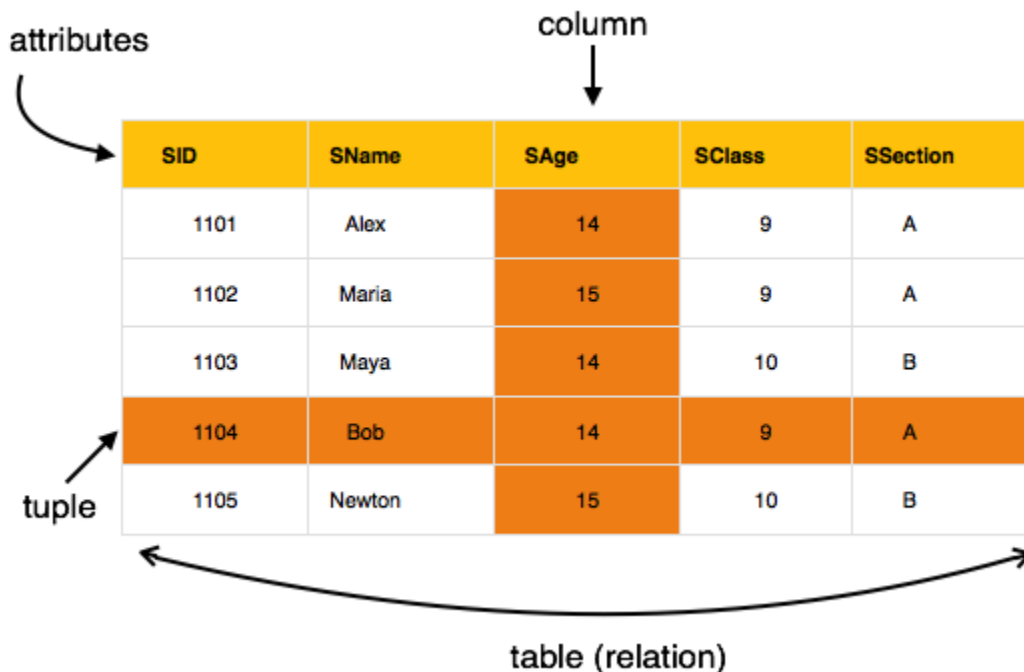 attributes
column
SID SName SAge SClass SSection
1101 Alex 14 9 A
1102 Maria 15 9 A
1103 Maya 14 10 B
1104 Bob 14 9 A
tuple
1105 Newton 15 10 B
table (relation)